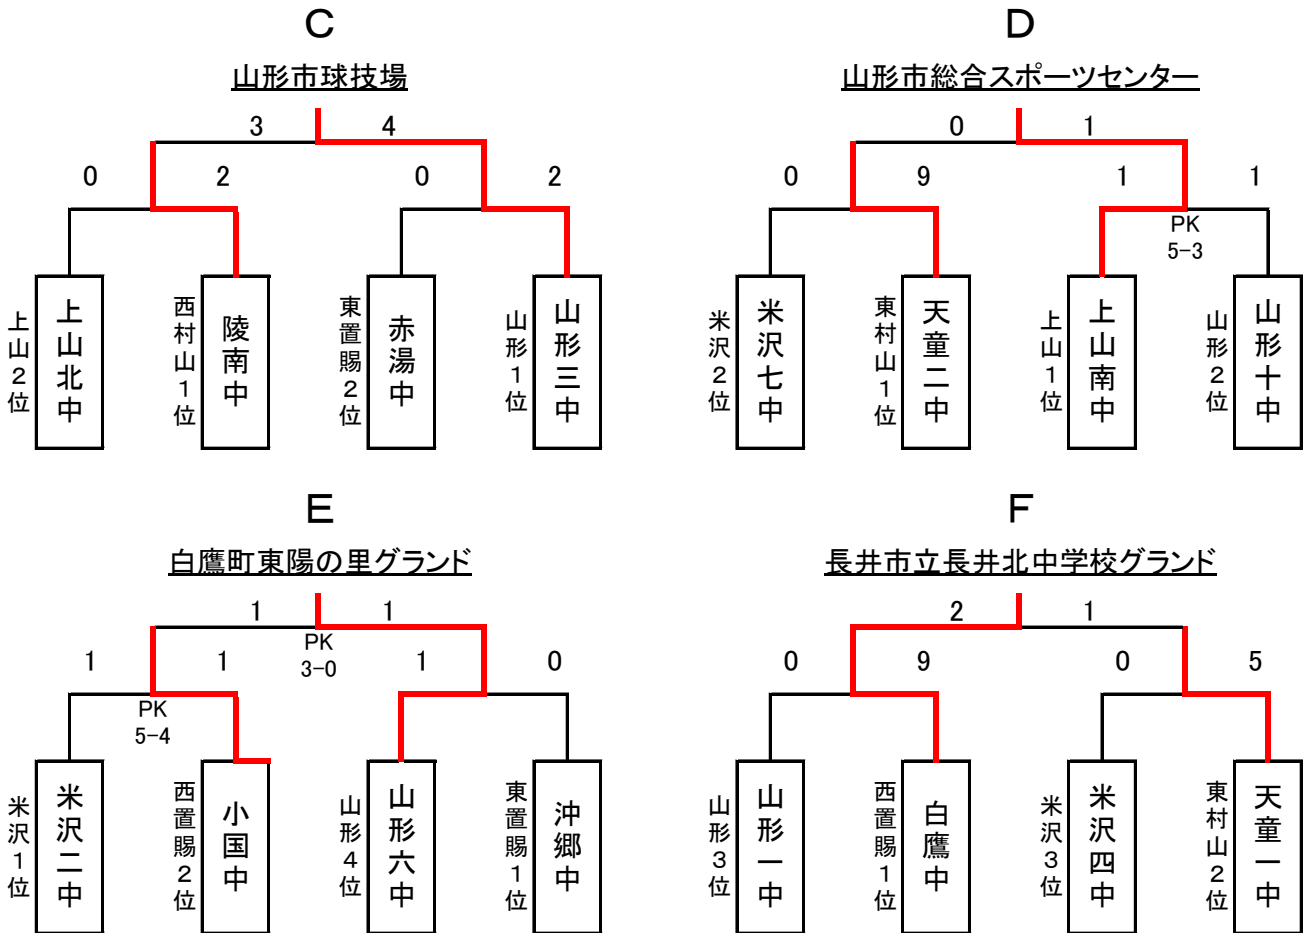 C
山形市球技場
3 4
0 2 0 2
上山2位
上山北中
西村山1位
陵南中
東置賜2位
赤湯中
山形1位
山形三中
D
山形市総合スポーツセンター
0 1
0 9 1 1
PK
5-3
米沢2位
米沢七中
東村山1位
天童二中
上山1位
上山南中
山形2位
山形十中
E
白鷹町東陽の里グランド
1 1
PK
3-0
1 1 1 0
PK
5-4
米沢1位
米沢二中
西置賜2位
小国中
山形4位
山形六中
東置賜1位
沖郷中
F
長井市立長井北中学校グランド
2 1
0 9 0 5
山形3位
山形一中
西置賜1位
白鷹中
米沢3位
米沢四中
東村山2位
天童一中